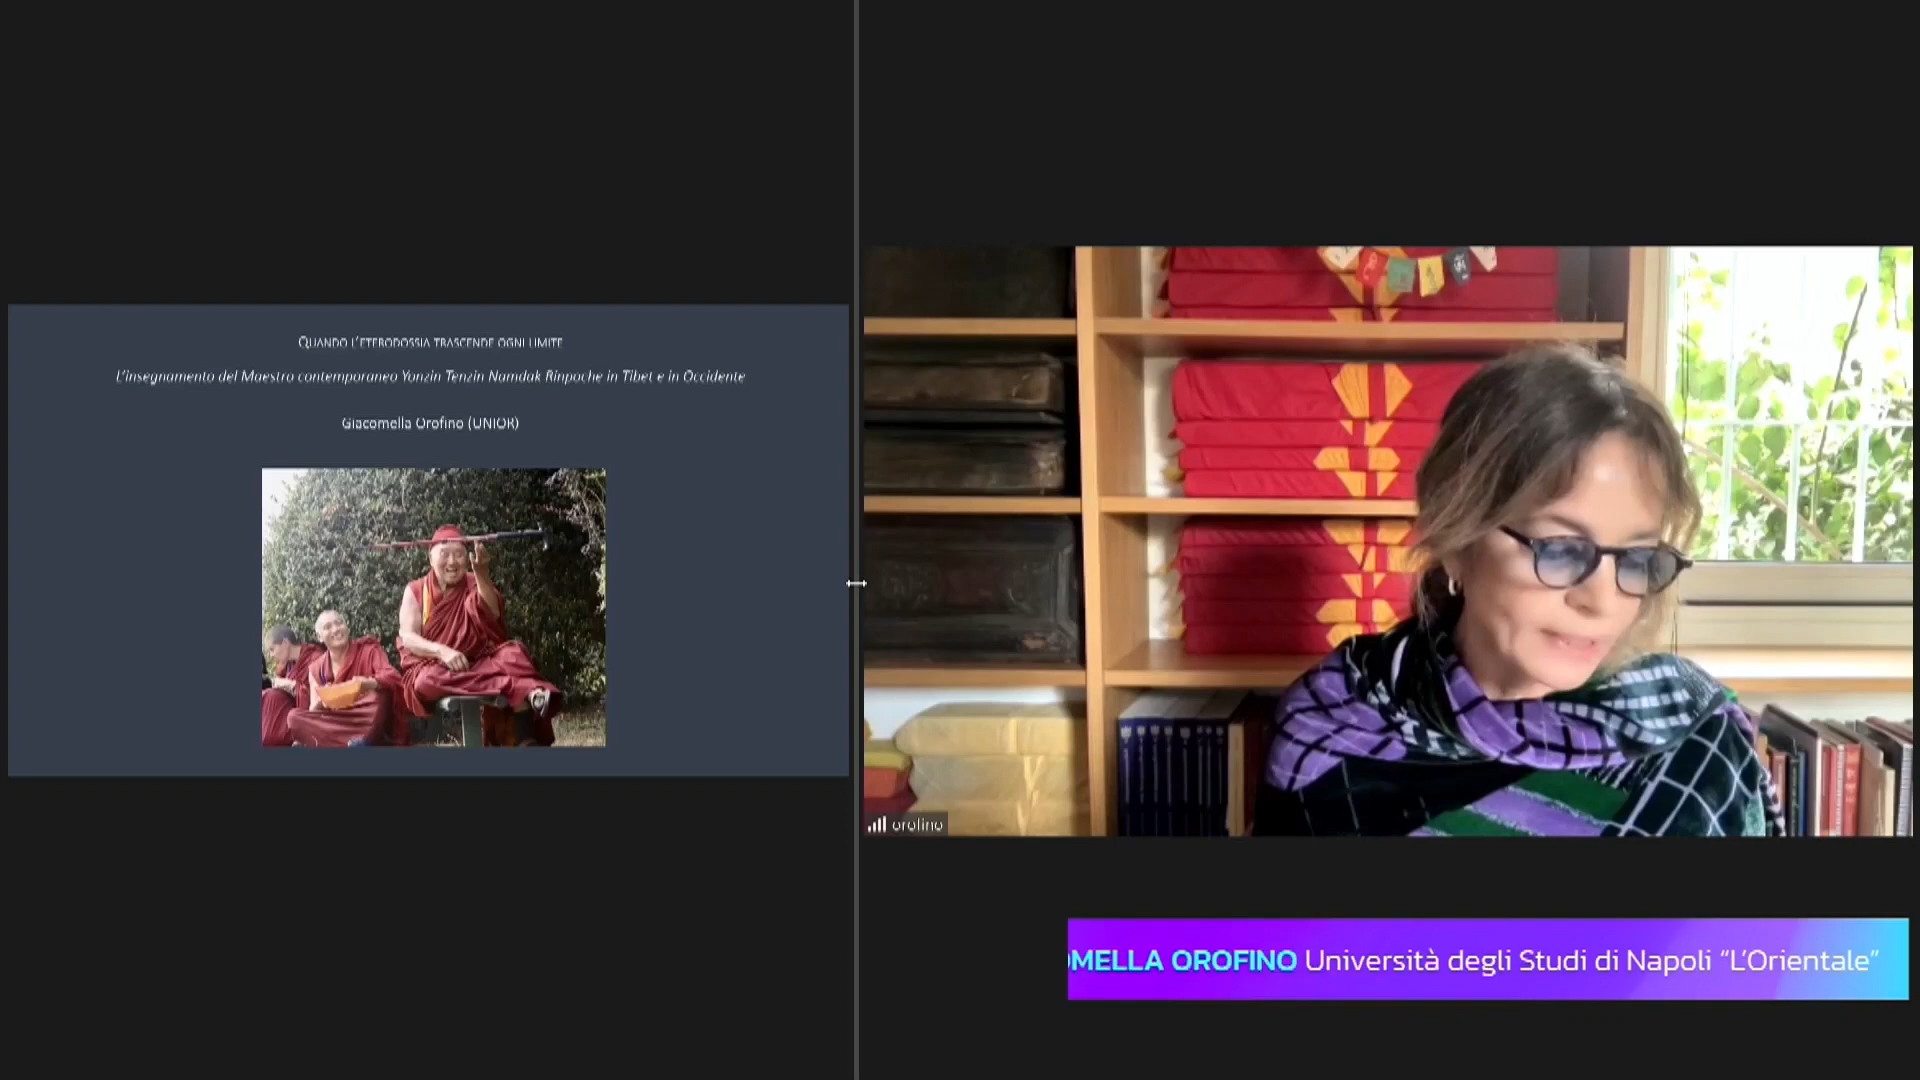 QUANDO L'ETERODOSSIA TRASCENDE OGNI LIMITE
L'insegnamento del Maestro contemporaneo Yonzin Tenzin Namdak Rinpoche in Tibet e in Occidente
Giacomella Orofino (UNIOR)
orofino
OMELLA OROFINO Università degli Studi di Napoli “L'Orientale”